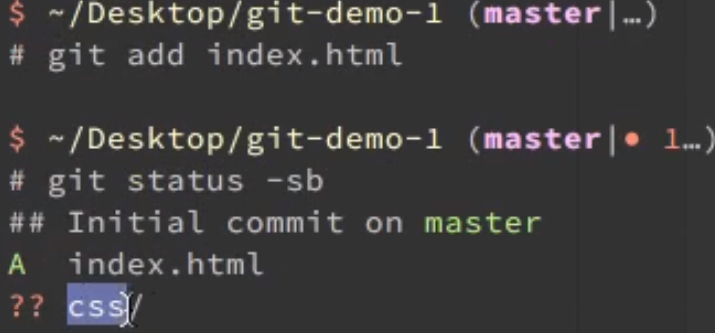 $ ~/Desktop/git-demo-1 (master|…)
# git add index.html
$ ~/Desktop/git-demo-1 (master|● 1…)
# git status -sb
## Initial commit on master
A  index.html
?? css/